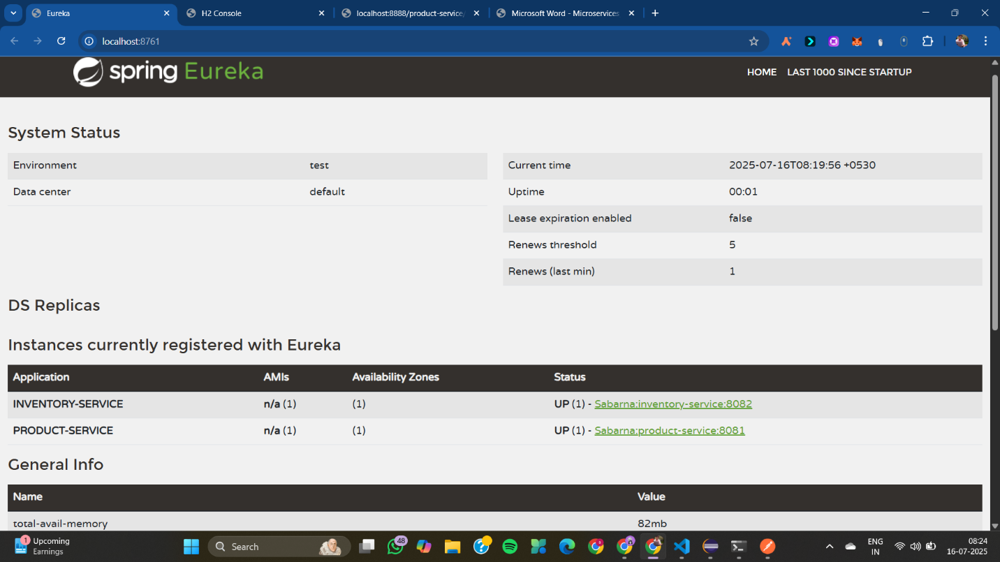 Eureka
H2 Console
localhost:8888/product-service/
Microsoft Word - Microservices
localhost:8761
spring Eureka
HOME LAST 1000 SINCE STARTUP
System Status
Environment test
Data center default
Current time 2025-07-16T08:19:56 +0530
Uptime 00:01
Lease expiration enabled false
Renews threshold 5
Renews (last min) 1
DS Replicas
Instances currently registered with Eureka
Application AMIs Availability Zones Status
INVENTORY-SERVICE n/a (1) (1) UP (1) - Sabarna:inventory-service:8082
PRODUCT-SERVICE n/a (1) (1) UP (1) - Sabarna:product-service:8081
General Info
Name Value
total-avail-memory 82mb
1
Upcoming
Earnings
Search
48
ENG
IN
08:24
16-07-2025